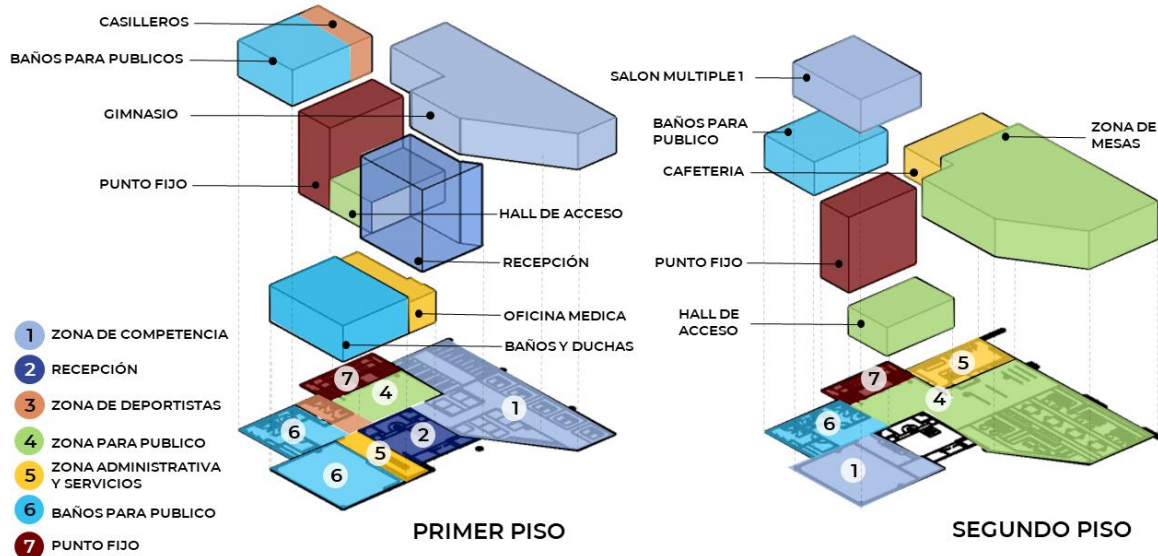 CASILLEROS
BAÑOS PARA PUBLICOS
GIMNASIO
PUNTO FIJO
HALL DE ACCESO
RECEPCIÓN
OFICINA MEDICA
BAÑOS Y DUCHAS
1 ZONA DE COMPETENCIA
2 RECEPCIÓN
3 ZONA DE DEPORTISTAS
4 ZONA PARA PUBLICO
5 ZONA ADMINISTRATIVA
Y SERVICIOS
6 BAÑOS PARA PUBLICO
7 PUNTO FIJO
7
4
1
6
2
5
6
PRIMER PISO
SALON MULTIPLE 1
BAÑOS PARA
PUBLICO
ZONA DE
MESAS
CAFETERIA
PUNTO FIJO
HALL DE
ACCESO
5
7
4
6
1
SEGUNDO PISO